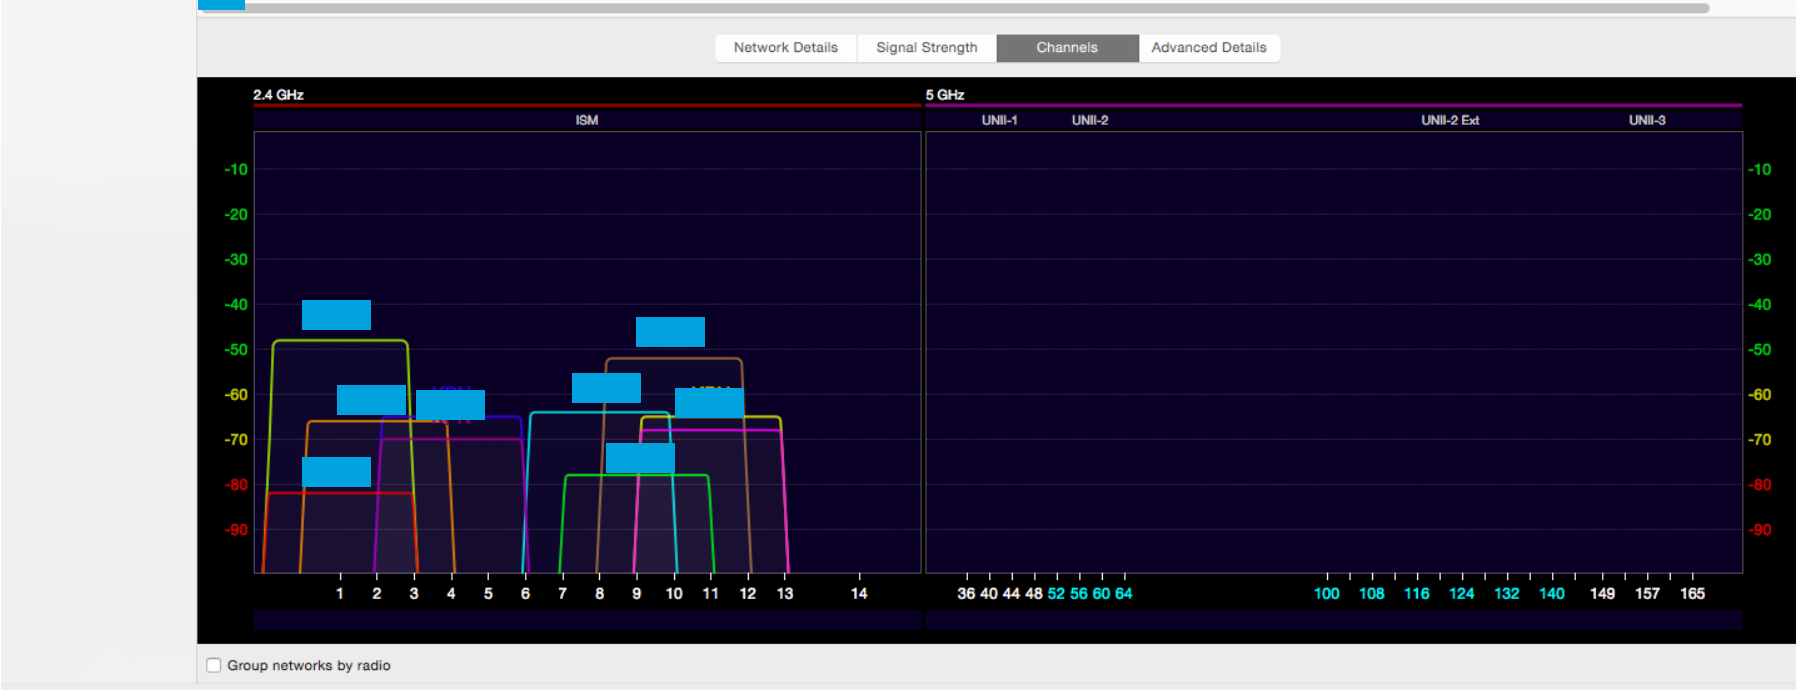 Network Details Signal Strength Channels Advanced Details
2.4 GHz 5 GHz
ISM UNII-1 UNII-2 UNII-2 Ext UNII-3
-10 -10
-20 -20
-30 -30
-40 -40
-50 -50
-60 -60
-70 -70
-80 -80
-90 -90
1 2 3 4 5 6 7 8 9 10 11 12 13 14 36 40 44 48 52 56 60 64 100 108 116 124 132 140 149 157 165
Group networks by radio